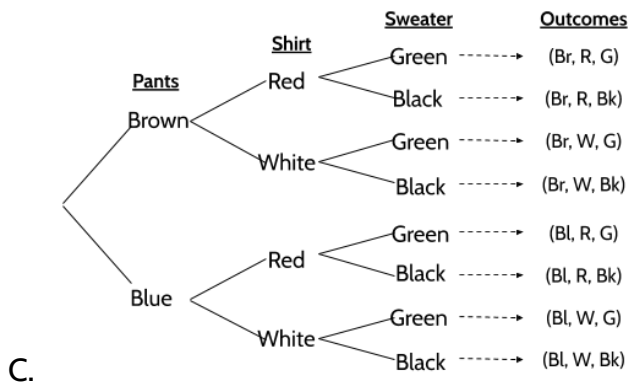 Sweater Outcomes
Shirt
Green (Br, R, G)
Pants Red
Black (Br, R, Bk)
Brown
Green (Br, W, G)
White
Black (Br, W, Bk)
Green (Bl, R, G)
Red
Black (Bl, R, Bk)
Blue
Green (Bl, W, G)
White
Black (Bl, W, Bk)
C.